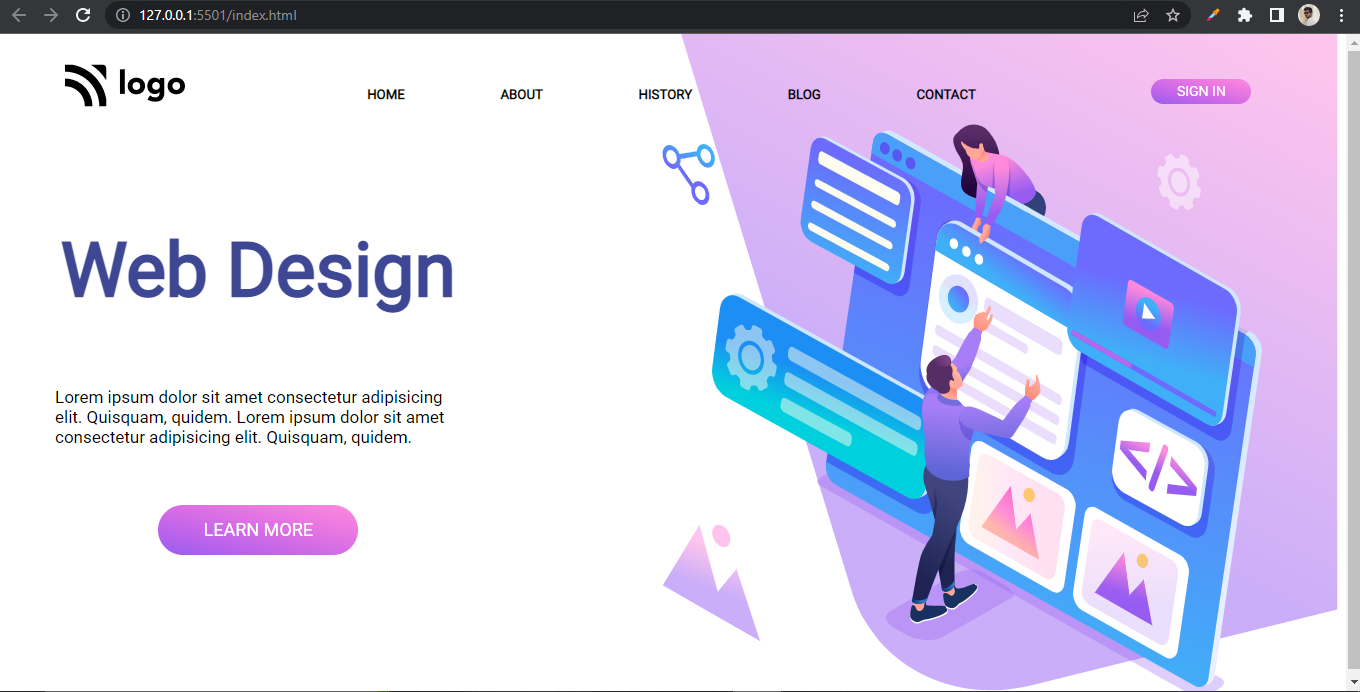 127.0.0.1:5501/index.html
logo
HOME ABOUT HISTORY BLOG CONTACT SIGN IN
Web Design
Lorem ipsum dolor sit amet consectetur adipisicing
elit. Quisquam, quidem. Lorem ipsum dolor sit amet
consectetur adipisicing elit. Quisquam, quidem.
LEARN MORE
</>